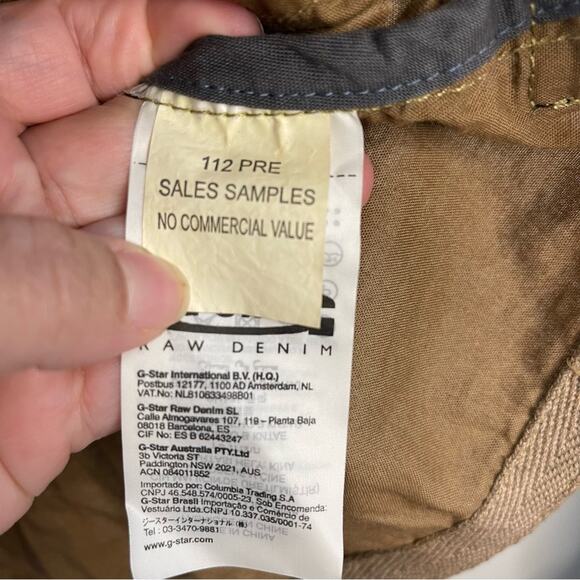 112 PRE
SALES SAMPLES
NO COMMERCIAL VALUE
RAW DENIM
G-Star International B.V. (H.Q.)
Postbus 12177, 1100 AD Amsterdam, NL
VAT.No: NL810633498B01
G-Star Raw Denim SL
Calle Almogavares 107, 119 - Planta Baja
08018 Barcelona, ES
CIF No: ES B 62443247
G-Star Australia PTY.Ltd
3b Victoria ST
Paddington NSW 2021, AUS
ACN 084011852
Importado por: Columbia Trading S.A
CNPJ 46.548.574/0005-23. Sob Encomenda:
G-Star Brasil Importação e Comércio de
Vestuário Ltda.CNPJ 10.337.035/0001-74
ジースターインターナショナル (株)
Tel: 03-3470-9881
www.g-star.com